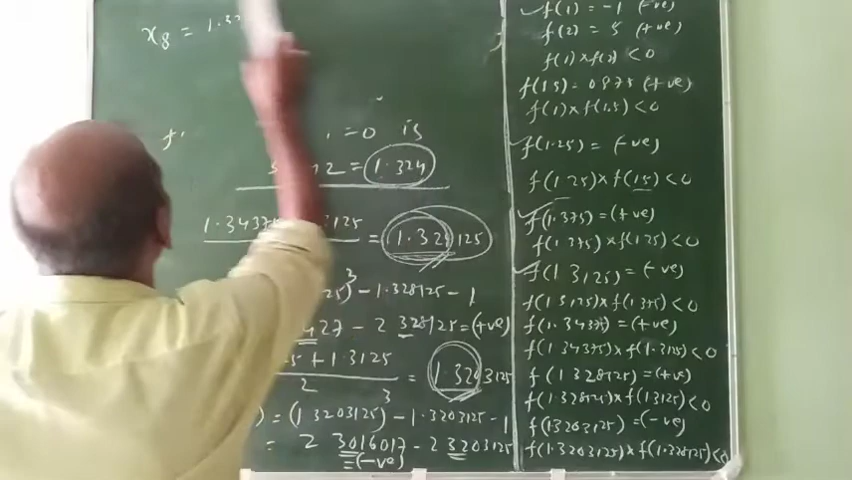 x8 = 1.32
= 0 is
2 = 1.324
1.34375 3125 = 1.328125
)³ - 1.328125 - 1
427 - 2.328125 = (+ve)
5 + 1.3125 / 2 = 1.3203125
) = (1.3203125)³ - 1.3203125 - 1
= 2.3016017 - 2.3203125
= (-ve)
f(1) = -1 (-ve)
f(2) = 5 (+ve)
f(1) x f(2) < 0
f(1.5) = 0.875 (+ve)
f(1) x f(1.5) < 0
f(1.25) = (-ve)
f(1.25) x f(1.5) < 0
f(1.375) = (+ve)
f(1.375) x f(1.25) < 0
f(1.3125) = (-ve)
f(1.3125) x f(1.375) < 0
f(1.34375) = (+ve)
f(1.34375) x f(1.3125) < 0
f(1.328125) = (+ve)
f(1.328125) x f(1.3125) < 0
f(1.3203125) = (-ve)
f(1.3203125) x f(1.328125) < 0